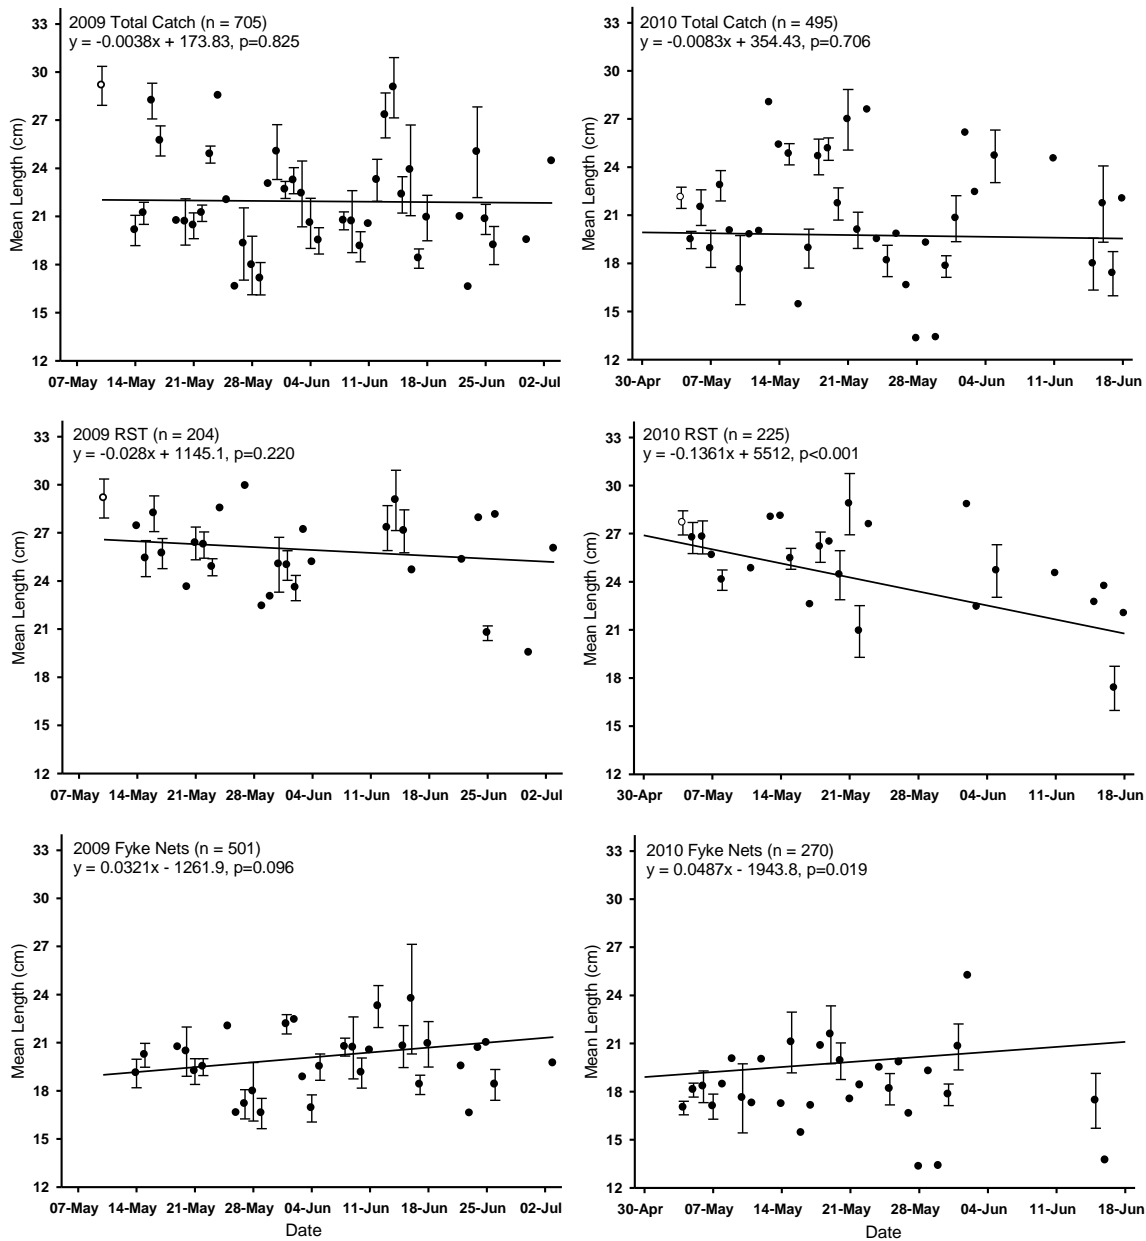 2009 Total Catch (n = 705)
y = -0.0038x + 173.83, p=0.825
Mean Length (cm)
33
30
27
24
21
18
15
12
07-May 14-May 21-May 28-May 04-Jun 11-Jun 18-Jun 25-Jun 02-Jul
2010 Total Catch (n = 495)
y = -0.0083x + 354.43, p=0.706
Mean Length (cm)
33
30
27
24
21
18
15
12
30-Apr 07-May 14-May 21-May 28-May 04-Jun 11-Jun 18-Jun
2009 RST (n = 204)
y = -0.028x + 1145.1, p=0.220
Mean Length (cm)
33
30
27
24
21
18
15
12
07-May 14-May 21-May 28-May 04-Jun 11-Jun 18-Jun 25-Jun 02-Jul
2010 RST (n = 225)
y = -0.1361x + 5512, p<0.001
Mean Length (cm)
33
30
27
24
21
18
15
12
30-Apr 07-May 14-May 21-May 28-May 04-Jun 11-Jun 18-Jun
2009 Fyke Nets (n = 501)
y = 0.0321x - 1261.9, p=0.096
Mean Length (cm)
33
30
27
24
21
18
15
12
07-May 14-May 21-May 28-May 04-Jun 11-Jun 18-Jun 25-Jun 02-Jul
Date
2010 Fyke Nets (n = 270)
y = 0.0487x - 1943.8, p=0.019
Mean Length (cm)
33
30
27
24
21
18
15
12
30-Apr 07-May 14-May 21-May 28-May 04-Jun 11-Jun 18-Jun
Date